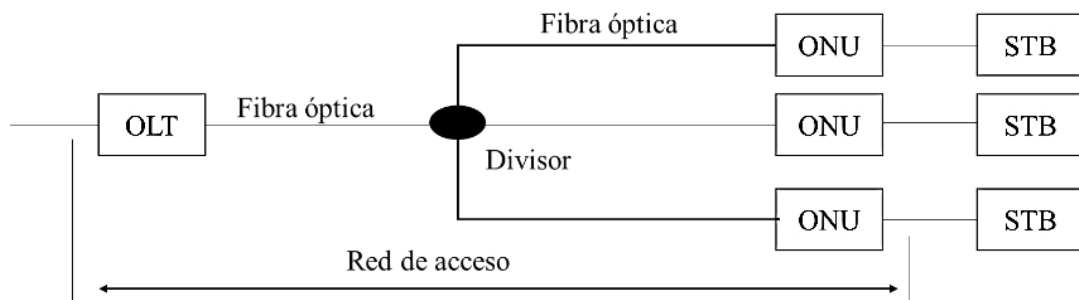 Fibra óptica
ONU
STB
OLT
Fibra óptica
ONU
STB
Divisor
ONU
STB
Red de acceso